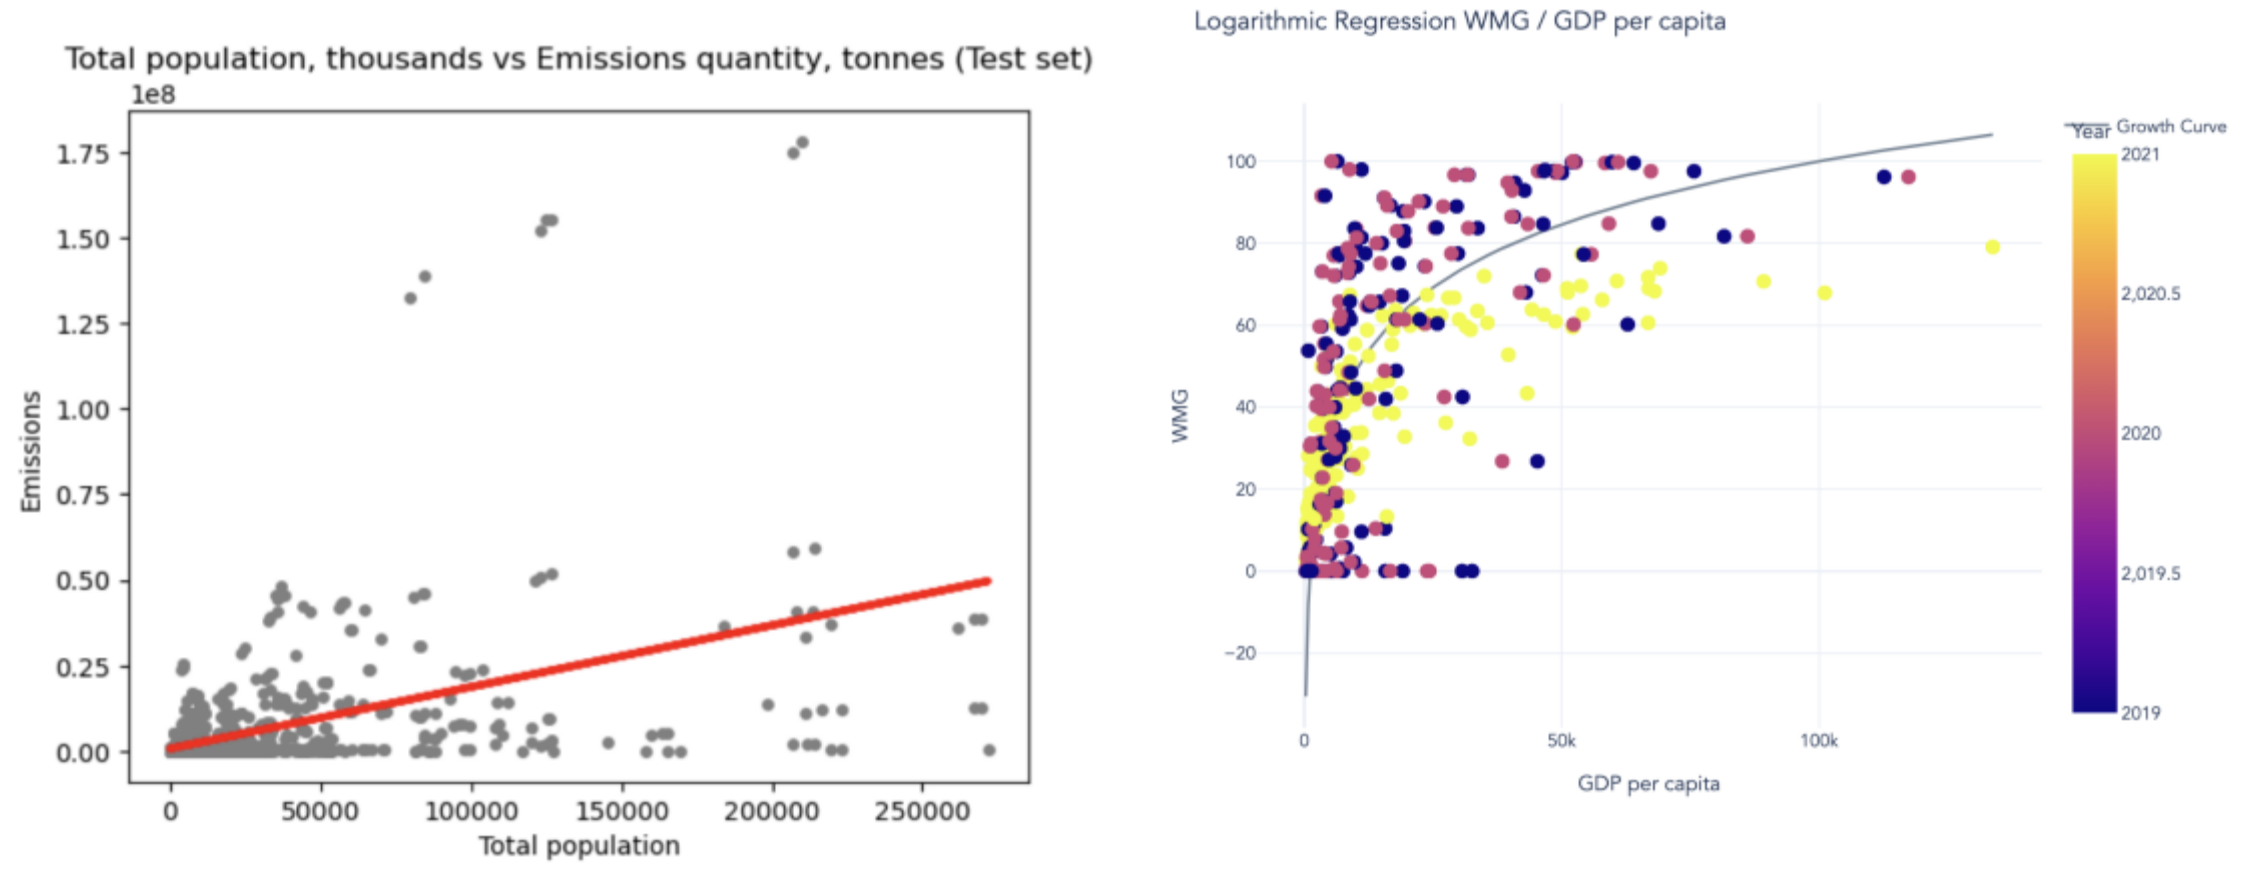 Total population, thousands vs Emissions quantity, tonnes (Test set)
1e8
1.75
1.50
1.25
1.00
0.75
0.50
0.25
0.00
Emissions
0 50000 100000 150000 200000 250000
Total population
Logarithmic Regression WMG / GDP per capita
100
80
60
40
20
0
−20
WMG
0 50k 100k
GDP per capita
Year
Growth Curve
2021
2,020.5
2020
2,019.5
2019